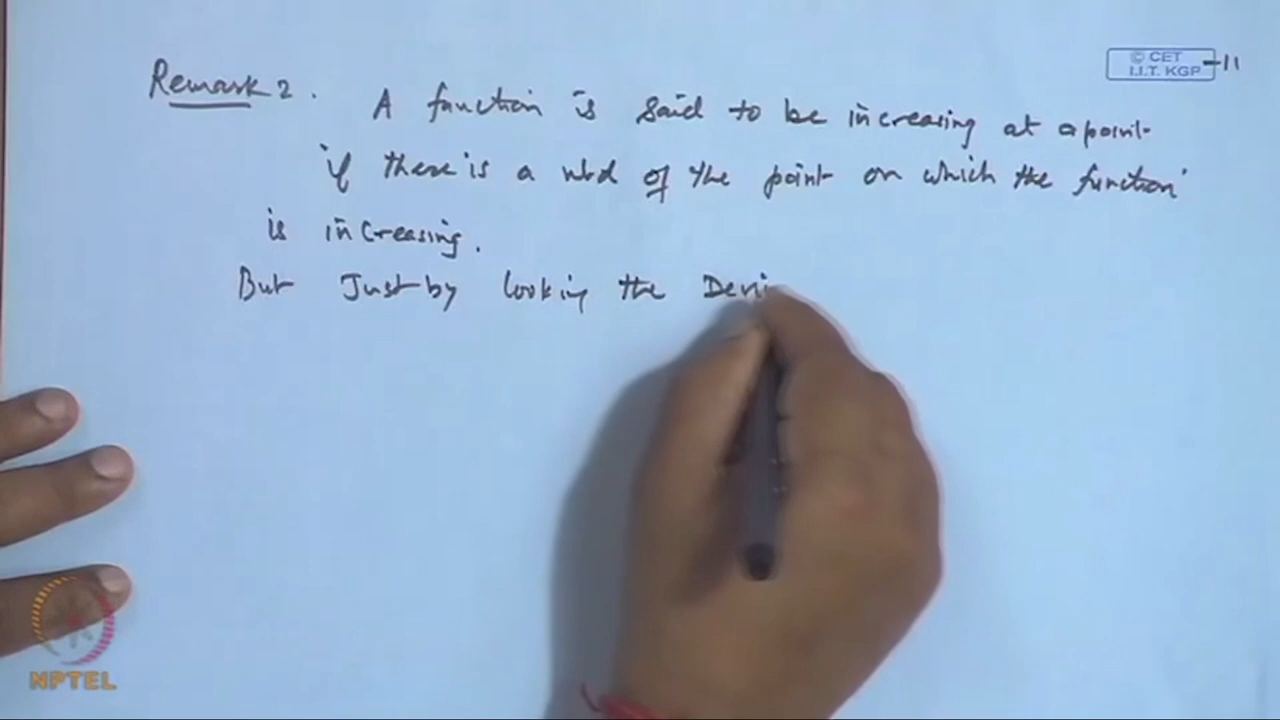 © CET
I.I.T. KGP
-11
Remark 2. A function is said to be increasing at a point
if there is a nbd of the point on which the function
is increasing.
But Just by looking the Deri
NPTEL